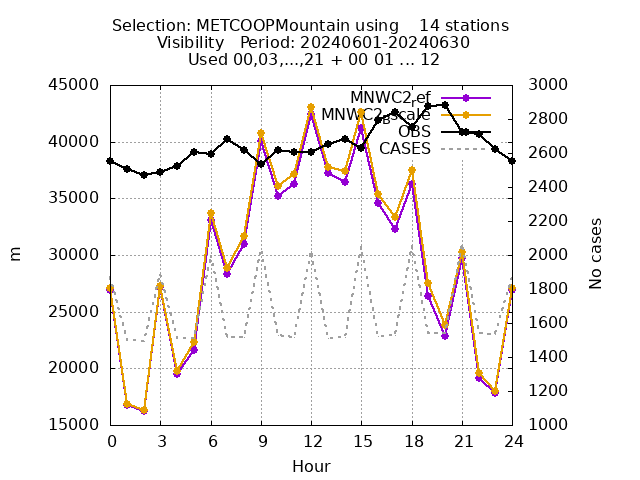 Selection: METCOOPMountain using    14 stations
Visibility   Period: 20240601-20240630
Used 00,03,...,21 + 00 01 ... 12
45000
40000
35000
30000
25000
20000
15000
m
3000
2800
2600
2400
2200
2000
1800
1600
1400
1200
1000
No cases
MNWC2_ref
MNWC2_Bscale
OBS
CASES
0 3 6 9 12 15 18 21 24
Hour